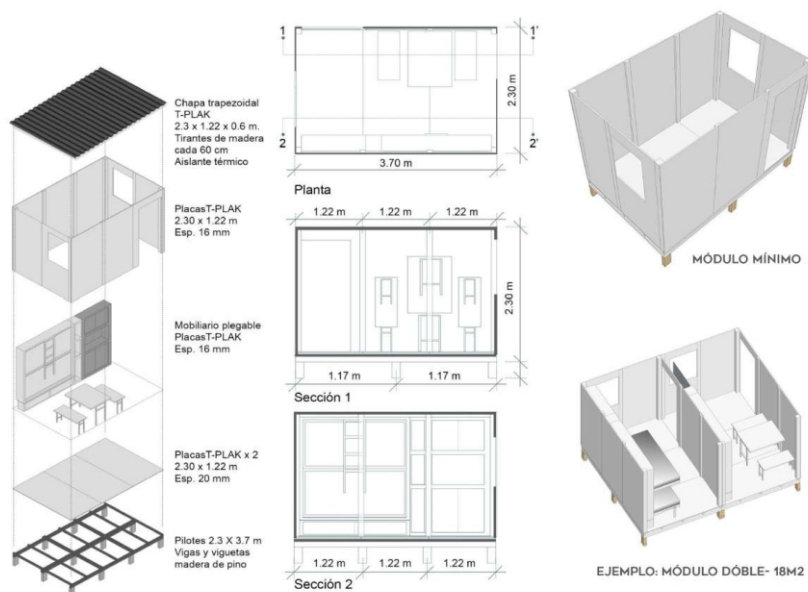 Chapa trapezoidal
T-PLAK
2.3 x 1.22 x 0.6 m.
Tirantes de madera
cada 60 cm
Aislante térmico
PlacasT-PLAK
2.30 x 1.22 m
Esp. 16 mm
Mobiliario plegable
PlacasT-PLAK
Esp. 16 mm
PlacasT-PLAK x 2
2.30 x 1.22 m
Esp. 20 mm
Pilotes 2.3 X 3.7 m
Vigas y viguetas
madera de pino
1
1'
2.30 m
2
2'
3.70 m
Planta
1.22 m
1.22 m
1.22 m
2.30 m
1.17 m
1.17 m
Sección 1
1.22 m
1.22 m
1.22 m
Sección 2
MÓDULO MÍNIMO
EJEMPLO: MÓDULO DÓBLE- 18M2